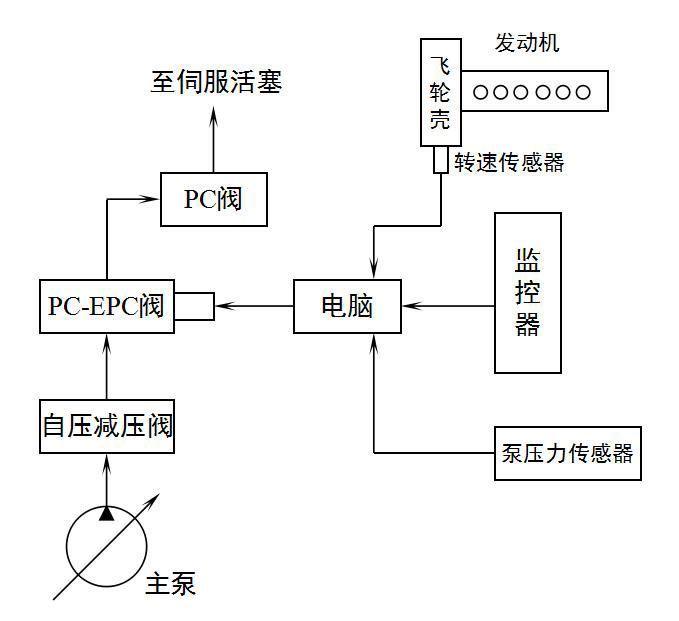 发动机
飞轮壳
至伺服活塞
转速传感器
PC阀
监控器
PC-EPC阀
电脑
自压减压阀
泵压力传感器
主泵